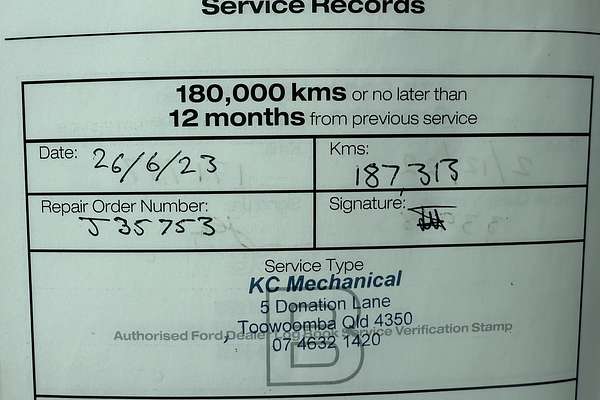 Service Records
180,000 kms or no later than
12 months from previous service
Date: 26/6/23
Kms: 187,313
Repair Order Number: J35753
Signature:
Service Type
KC Mechanical
5 Donation Lane
Toowoomba Qld 4350
Authorised Ford Dealer Log Book Service Verification Stamp
07 4632 1420
B